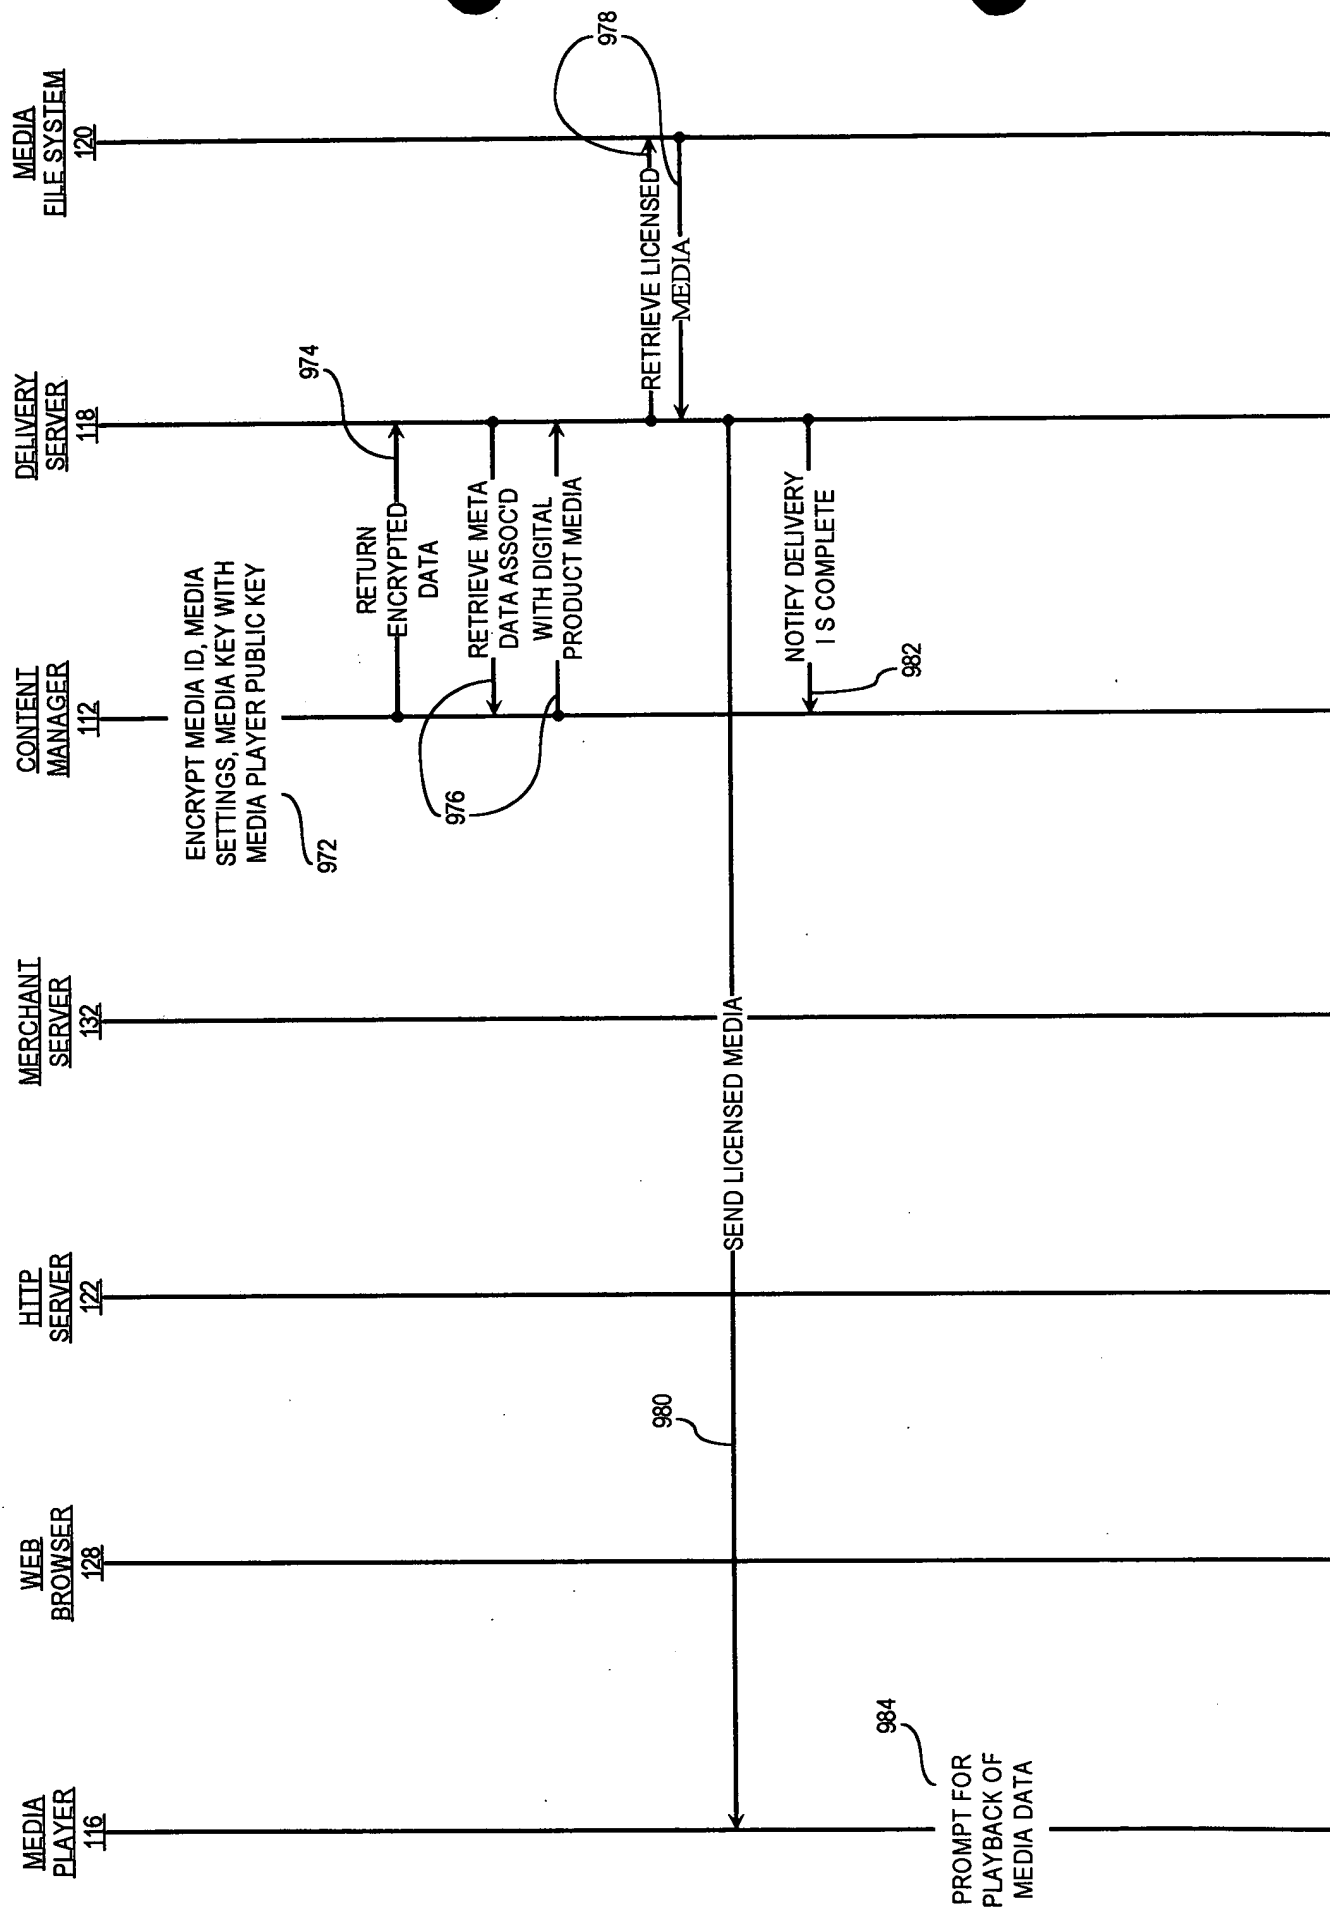 MEDIA
PLAYER
116
WEB
BROWSER
128
HTTP
SERVER
122
MERCHANT
SERVER
132
CONTENT
MANAGER
112
DELIVERY
SERVER
118
MEDIA
FILE SYSTEM
120
ENCRYPT MEDIA ID, MEDIA
SETTINGS, MEDIA KEY WITH
MEDIA PLAYER PUBLIC KEY
972
RETURN
ENCRYPTED
DATA
974
RETRIEVE META
DATA ASSOC'D
WITH DIGITAL
PRODUCT MEDIA
976
RETRIEVE LICENSED
MEDIA
978
SEND LICENSED MEDIA
980
NOTIFY DELIVERY
I S COMPLETE
982
PROMPT FOR
PLAYBACK OF
MEDIA DATA
984